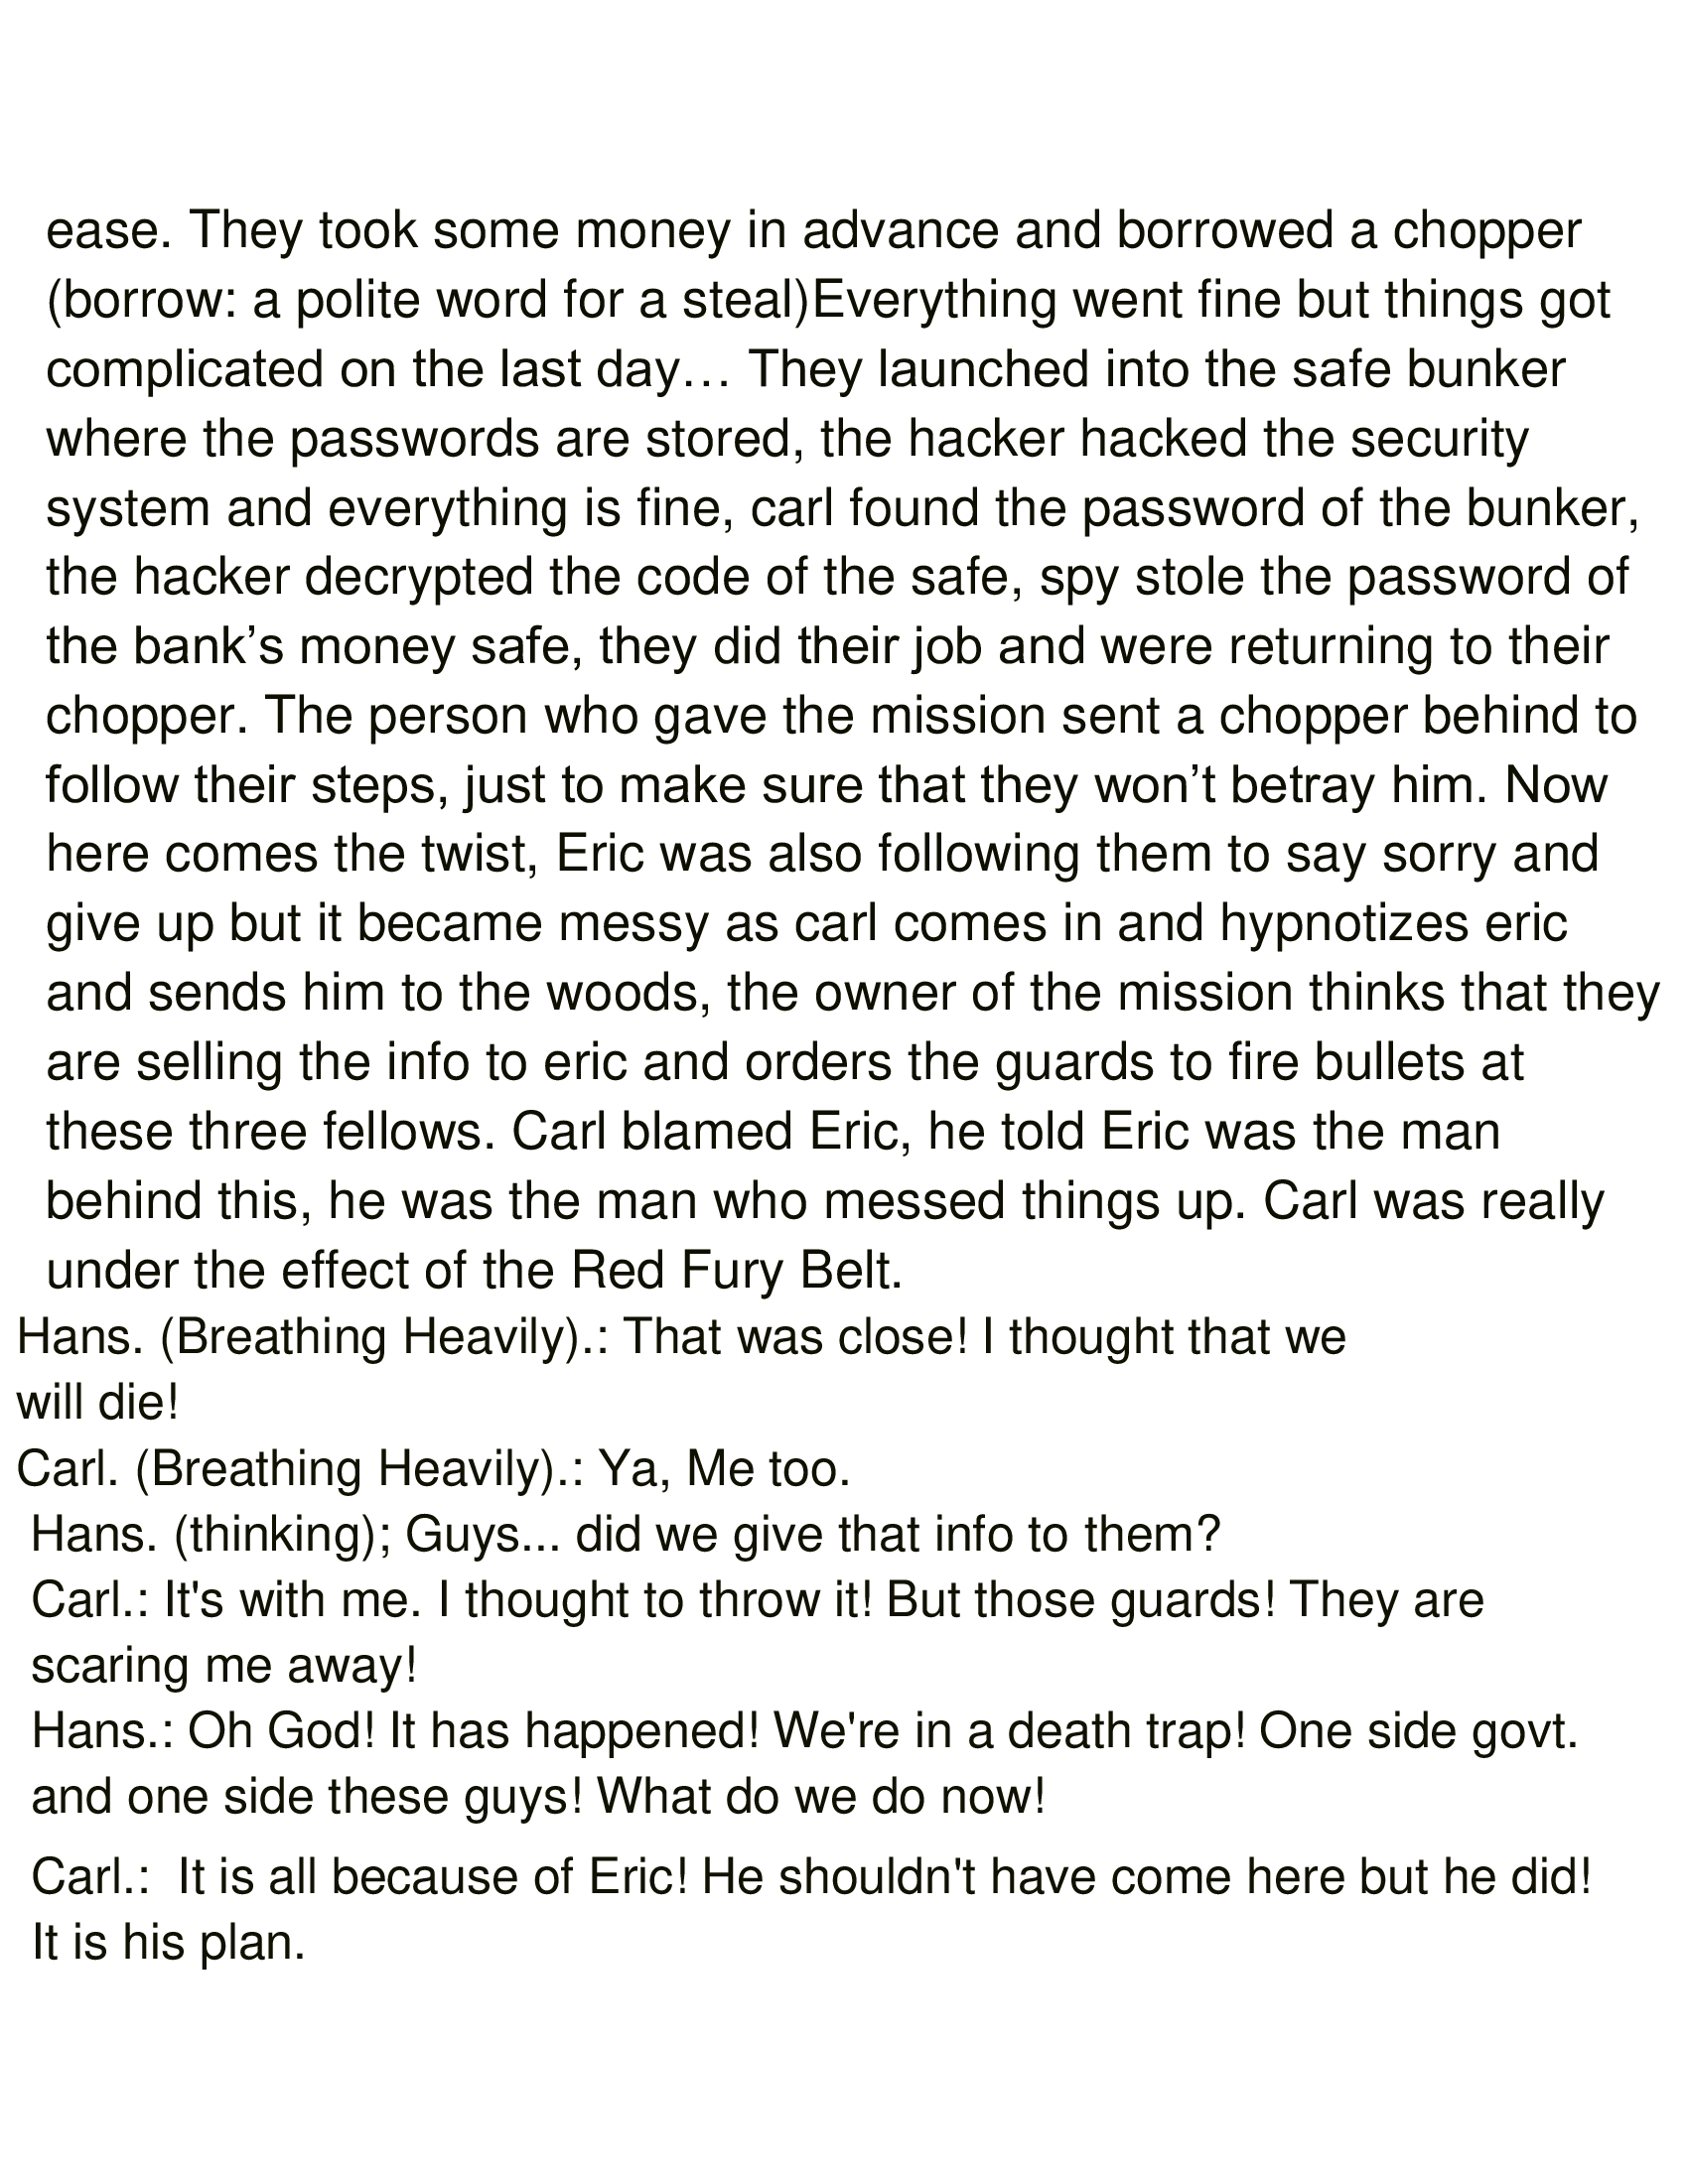 ease. They took some money in advance and borrowed a chopper
(borrow: a polite word for a steal)Everything went fine but things got
complicated on the last day… They launched into the safe bunker
where the passwords are stored, the hacker hacked the security
system and everything is fine, carl found the password of the bunker,
the hacker decrypted the code of the safe, spy stole the password of
the bank’s money safe, they did their job and were returning to their
chopper. The person who gave the mission sent a chopper behind to
follow their steps, just to make sure that they won’t betray him. Now
here comes the twist, Eric was also following them to say sorry and
give up but it became messy as carl comes in and hypnotizes eric
and sends him to the woods, the owner of the mission thinks that they
are selling the info to eric and orders the guards to fire bullets at
these three fellows. Carl blamed Eric, he told Eric was the man
behind this, he was the man who messed things up. Carl was really
under the effect of the Red Fury Belt.
Hans. (Breathing Heavily).: That was close! I thought that we
will die!
Carl. (Breathing Heavily).: Ya, Me too.
Hans. (thinking); Guys... did we give that info to them?
Carl.: It's with me. I thought to throw it! But those guards! They are
scaring me away!
Hans.: Oh God! It has happened! We're in a death trap! One side govt.
and one side these guys! What do we do now!
Carl.:  It is all because of Eric! He shouldn't have come here but he did!
It is his plan.